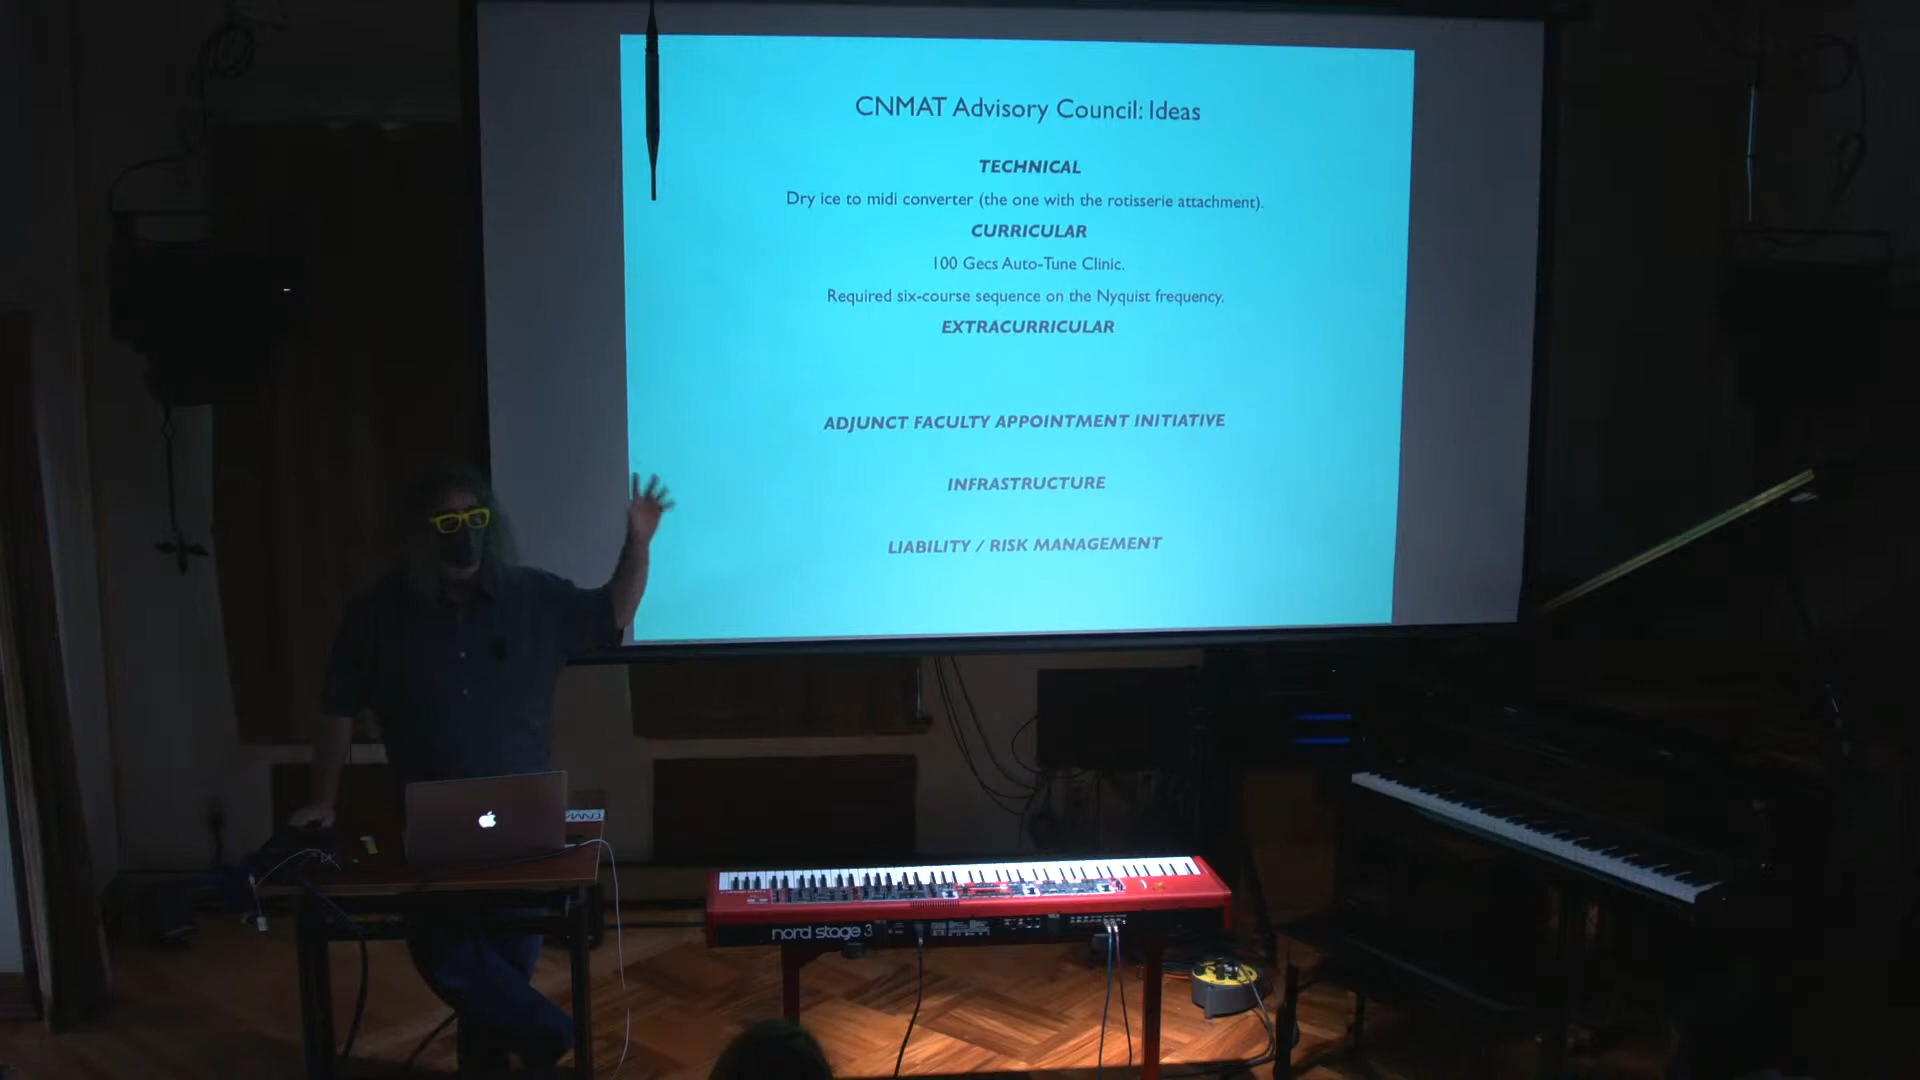 CNMAT Advisory Council: Ideas
TECHNICAL
Dry ice to midi converter (the one with the rotisserie attachment).
CURRICULAR
100 Gecs Auto-Tune Clinic.
Required six-course sequence on the Nyquist frequency.
EXTRACURRICULAR
ADJUNCT FACULTY APPOINTMENT INITIATIVE
INFRASTRUCTURE
LIABILITY / RISK MANAGEMENT
nord stage 3